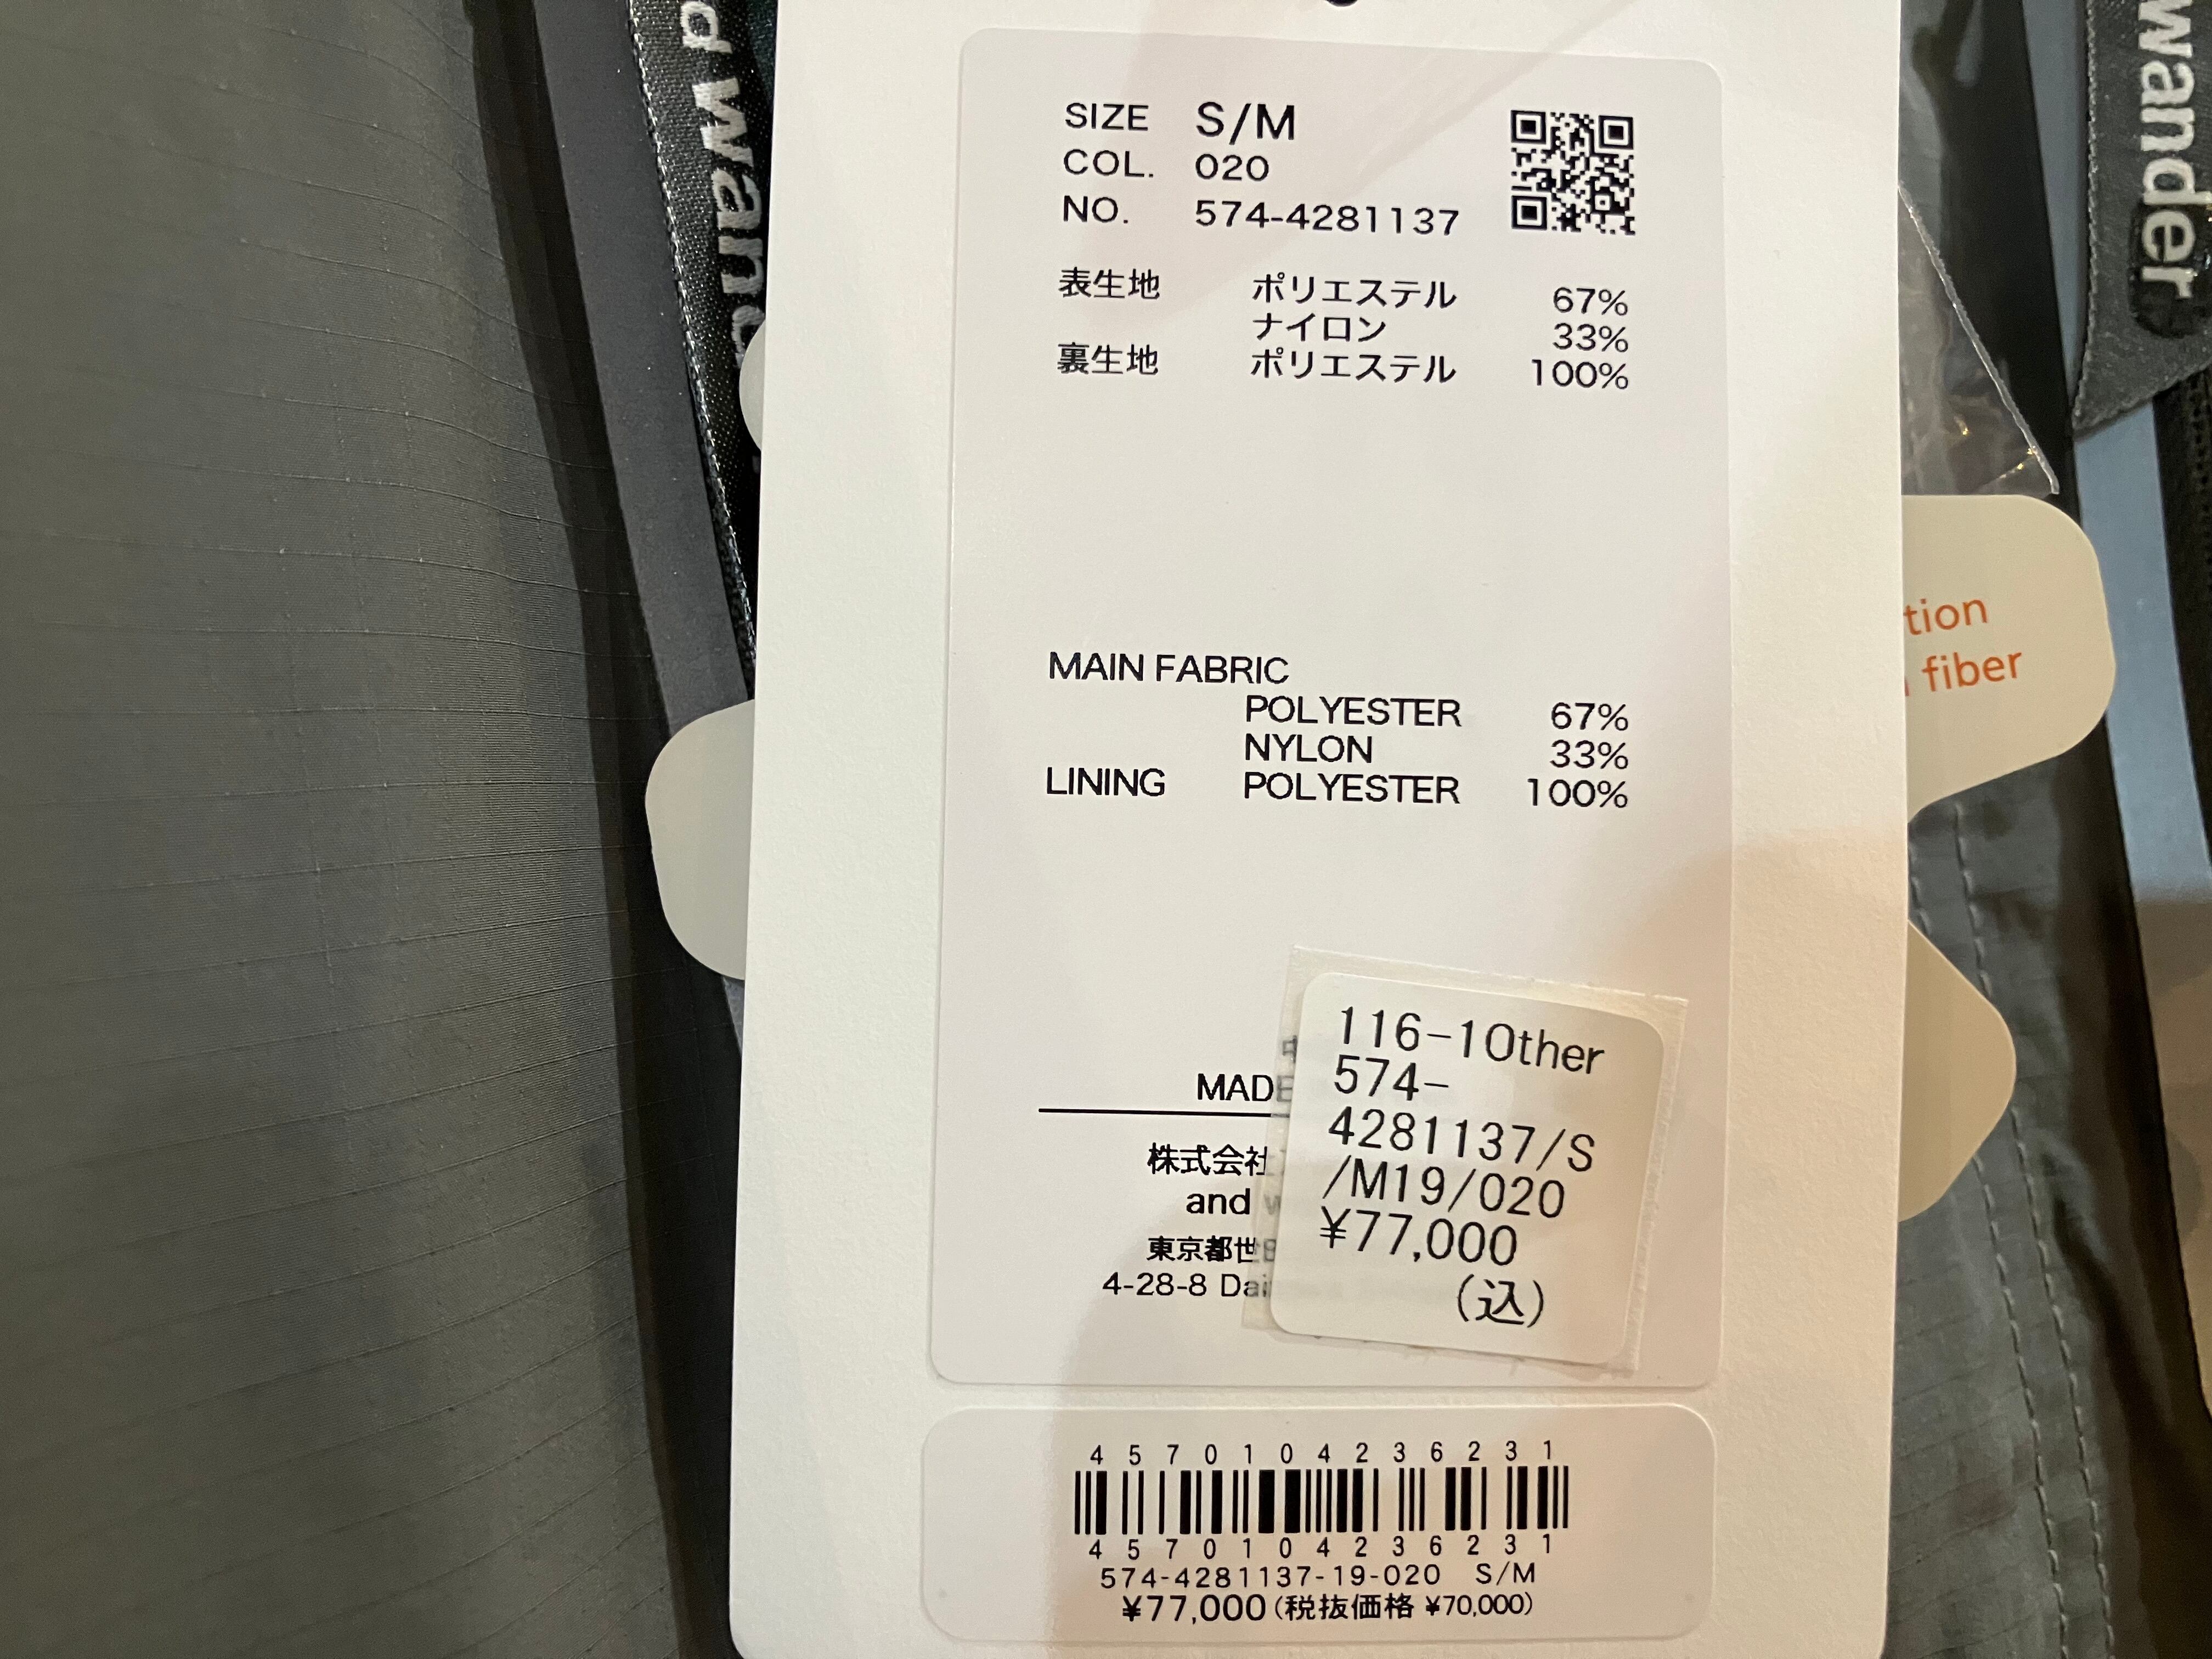 SIZE S/M
COL. 020
NO. 574-4281137
表生地 ポリエステル 67%
ナイロン 33%
裏生地 ポリエステル 100%
MAIN FABRIC
POLYESTER 67%
NYLON 33%
LINING POLYESTER 100%
MADE
株式会社
and w
東京都世田
4-28-8 Dai
116-1Other
574-
4281137/S
/M19/020
¥77,000
(込)
4570104236231
4570104236231
574-4281137-19-020 S/M
¥77,000(税抜価格 ¥70,000)
d wand
wander
tion
fiber